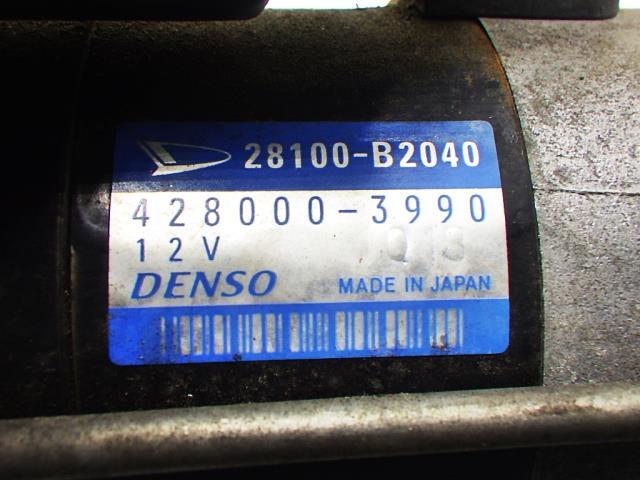 28100-B2040
428000-3990
12V
DENSO MADE IN JAPAN